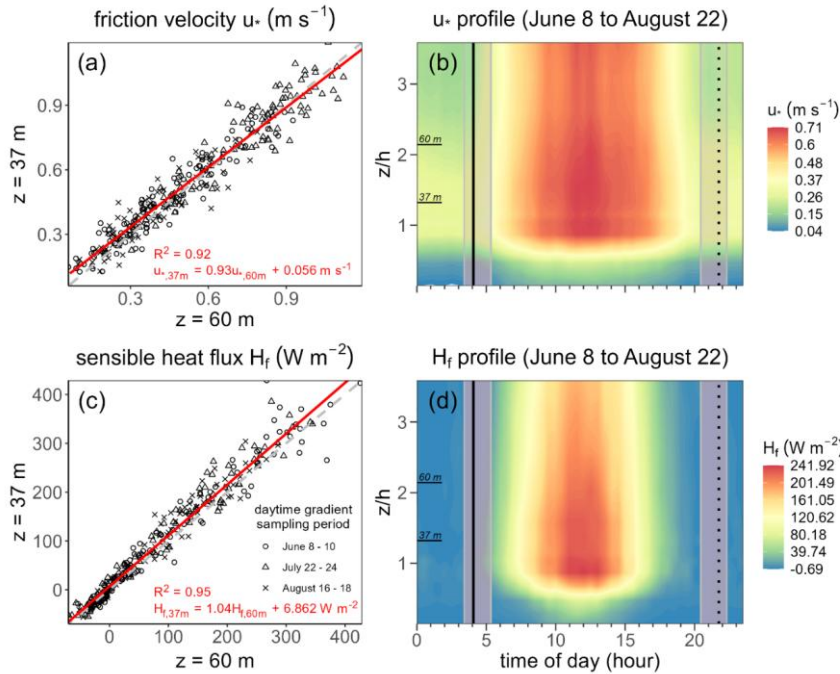 friction velocity u* (m s⁻¹)
u* profile (June 8 to August 22)
(a)
z = 37 m
0.9
0.6
0.3
R² = 0.92
u*,37m = 0.93u*,60m + 0.056 m s⁻¹
0.3 0.6 0.9
z = 60 m
(b)
z/h
3
2
1
60 m
37 m
u* (m s⁻¹)
0.71
0.6
0.48
0.37
0.26
0.15
0.04
sensible heat flux Hf (W m⁻²)
Hf profile (June 8 to August 22)
(c)
z = 37 m
400
300
200
100
0
daytime gradient
sampling period
June 8 - 10
July 22 - 24
August 16 - 18
R² = 0.95
Hf,37m = 1.04Hf,60m + 6.862 W m⁻²
0 100 200 300 400
z = 60 m
(d)
z/h
3
2
1
60 m
37 m
0 5 10 15 20
time of day (hour)
Hf (W m⁻²)
241.92
201.49
161.05
120.62
80.18
39.74
-0.69